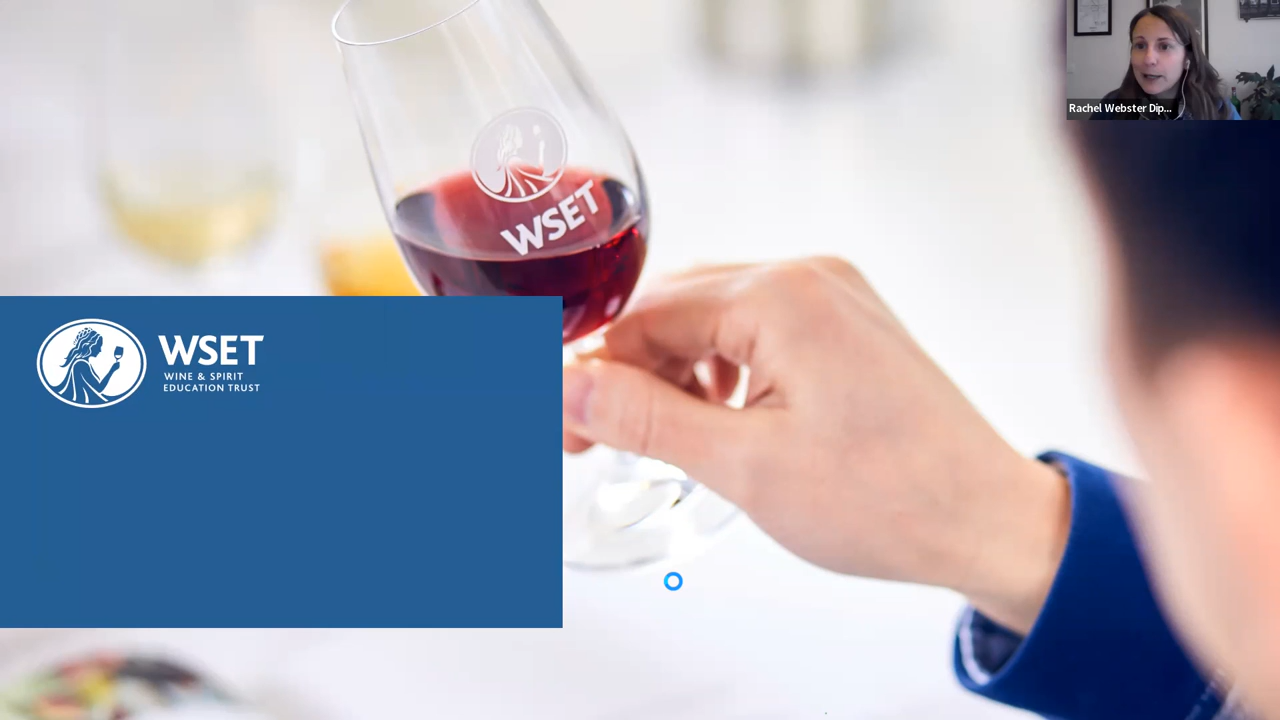 Rachel Webster Dip...
WSET
WSET
WINE & SPIRIT
EDUCATION TRUST